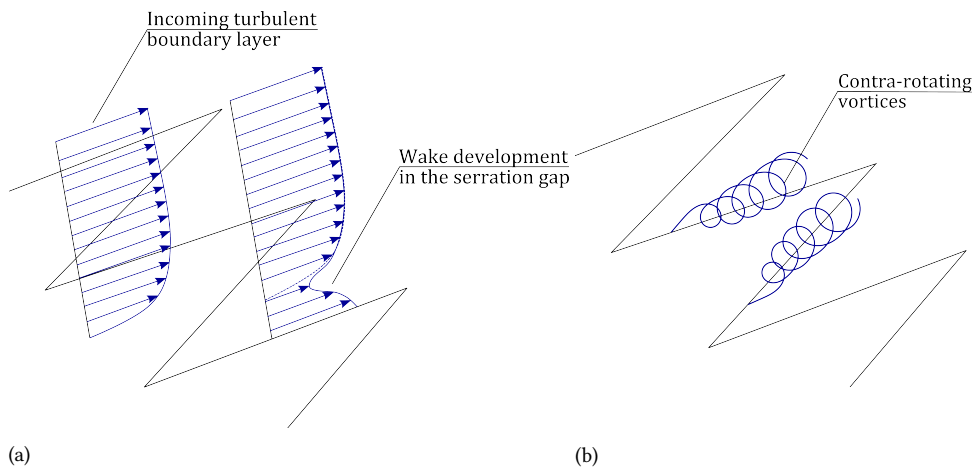 Incoming turbulent
boundary layer
Wake development
in the serration gap
(a)
Contra-rotating
vortices
(b)